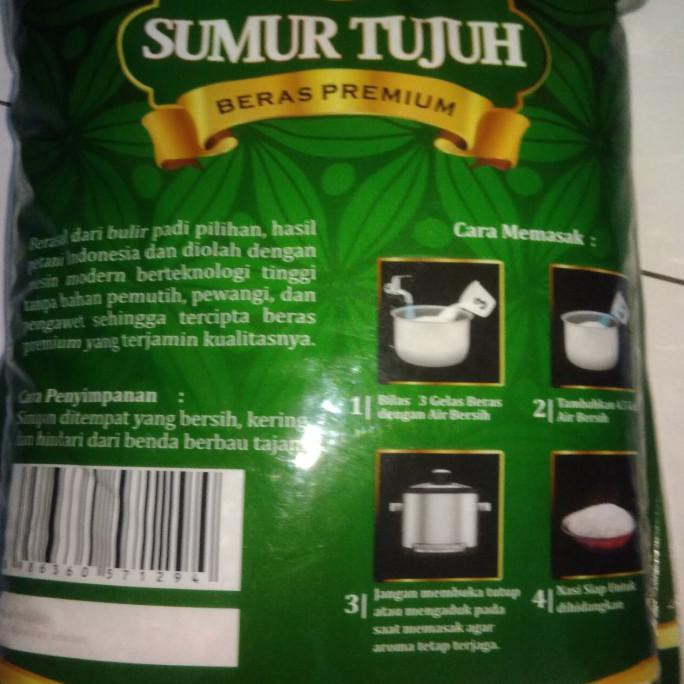 SUMUR TUJUH
BERAS PREMIUM
Berasal dari bulir padi pilihan, hasil
petani Indonesia dan diolah dengan
mesin modern berteknologi tinggi
tanpa bahan pemutih, pewangi, dan
pengawet sehingga tercipta beras
premium yang terjamin kualitasnya.
Cara Penyimpanan :
Simpan ditempat yang bersih, kering
dan hindari dari benda berbau tajam
986360 571294
Cara Memasak :
1| Bilas 3 Gelas Beras
dengan Air Bersih
2| Tambahkan
Air Bersih
3| Jangan membuka tutup
atau mengaduk pada
saat memasak agar
aroma tetap terjaga.
4| Nasi Siap Untuk
dihidangkan